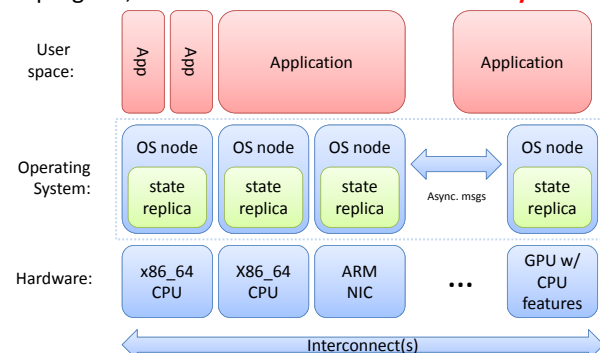 User
space:
App
App
Application
Application
Operating
System:
OS node
state
replica
OS node
state
replica
OS node
state
replica
Async. msgs
OS node
state
replica
Hardware:
x86_64
CPU
X86_64
CPU
ARM
NIC
...
GPU w/
CPU
features
Interconnect(s)